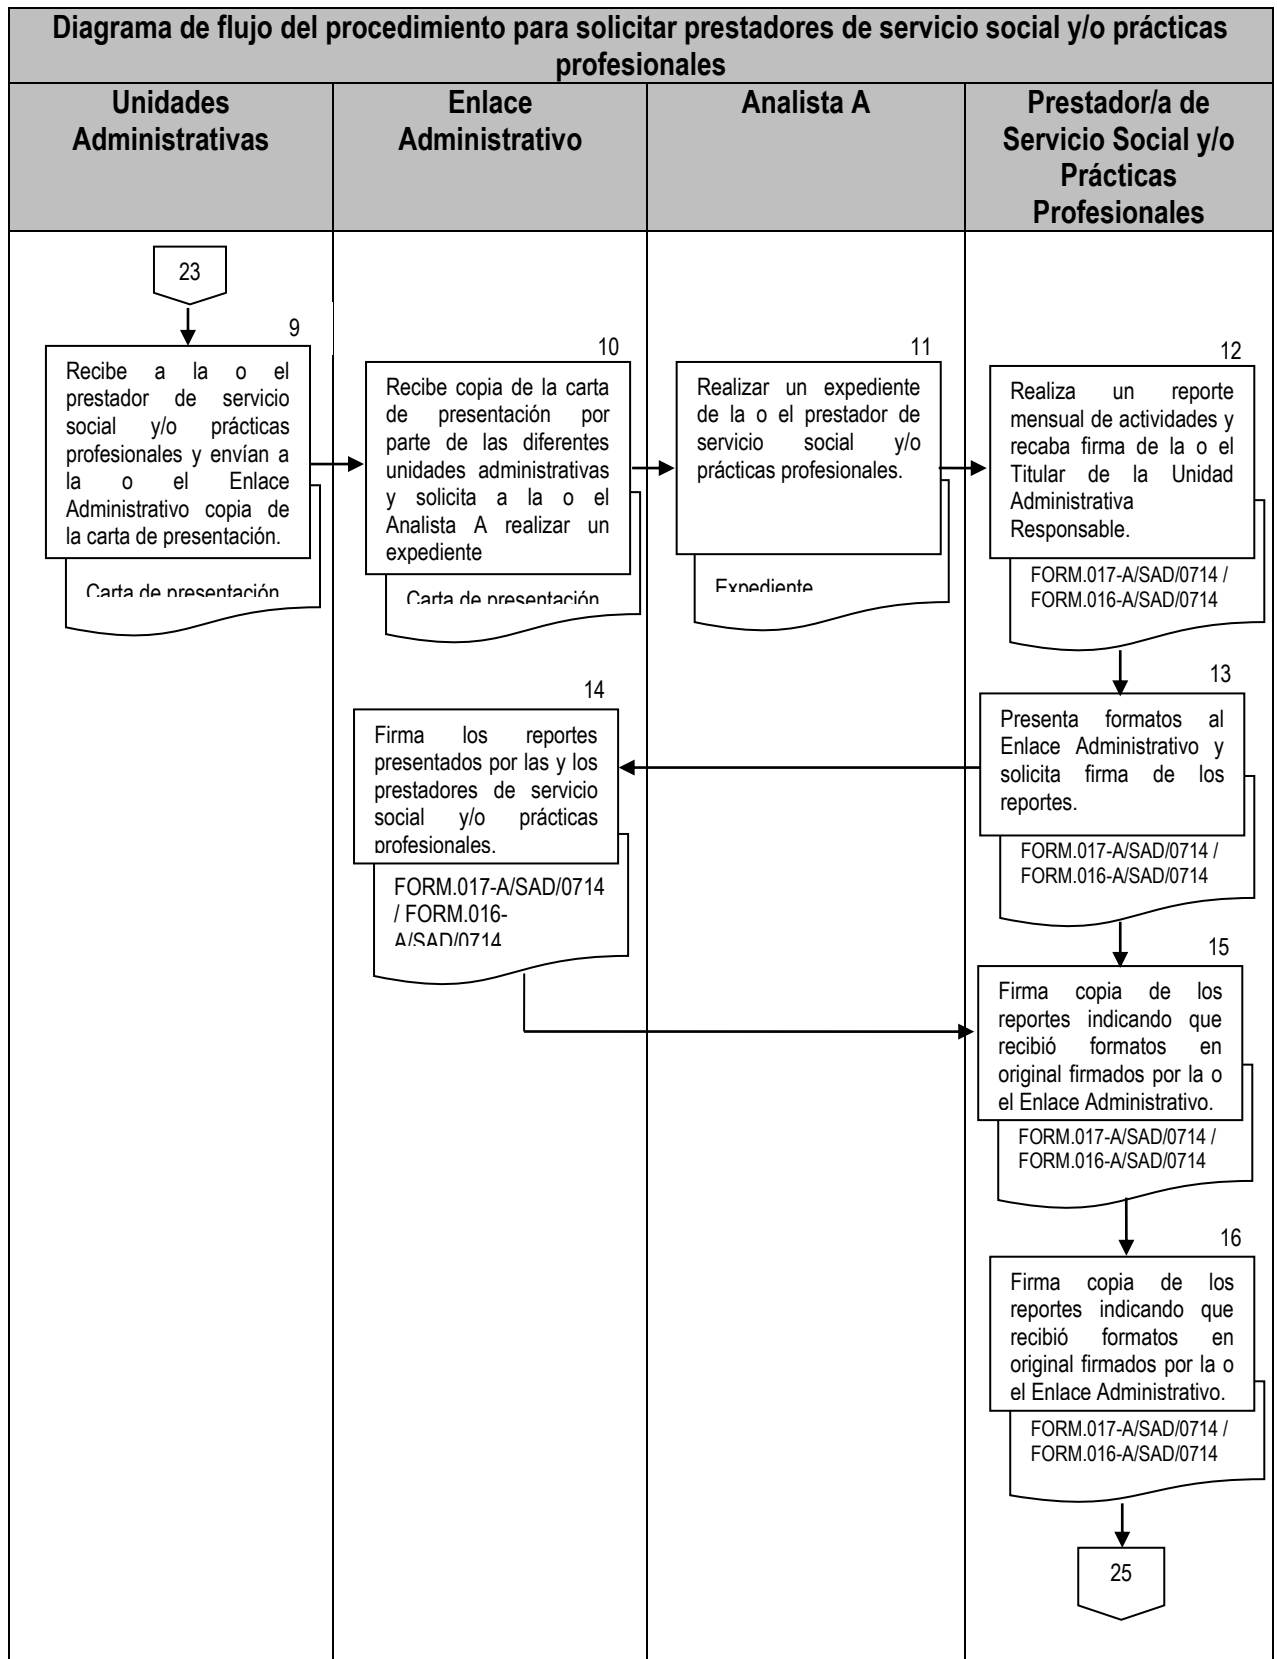 Diagrama de flujo del procedimiento para solicitar prestadores de servicio social y/o prácticas
profesionales
Unidades
Administrativas
Enlace
Administrativo
Analista A
Prestador/a de
Servicio Social y/o
Prácticas
Profesionales
23
9
Recibe a la o el
prestador de servicio
social y/o prácticas
profesionales y envían a
la o el Enlace
Administrativo copia de
la carta de presentación.
Carta de presentación
10
Recibe copia de la carta
de presentación por
parte de las diferentes
unidades administrativas
y solicita a la o el
Analista A realizar un
expediente
Carta de presentación
11
Realizar un expediente
de la o el prestador de
servicio social y/o
prácticas profesionales.
Expediente
12
Realiza un reporte
mensual de actividades y
recaba firma de la o el
Titular de la Unidad
Administrativa
Responsable.
FORM.017-A/SAD/0714 /
FORM.016-A/SAD/0714
13
Presenta formatos al
Enlace Administrativo y
solicita firma de los
reportes.
FORM.017-A/SAD/0714 /
FORM.016-A/SAD/0714
14
Firma los reportes
presentados por las y los
prestadores de servicio
social y/o prácticas
profesionales.
FORM.017-A/SAD/0714
/ FORM.016-
A/SAD/0714
15
Firma copia de los
reportes indicando que
recibió formatos en
original firmados por la o
el Enlace Administrativo.
FORM.017-A/SAD/0714 /
FORM.016-A/SAD/0714
16
Firma copia de los
reportes indicando que
recibió formatos en
original firmados por la o
el Enlace Administrativo.
FORM.017-A/SAD/0714 /
FORM.016-A/SAD/0714
25